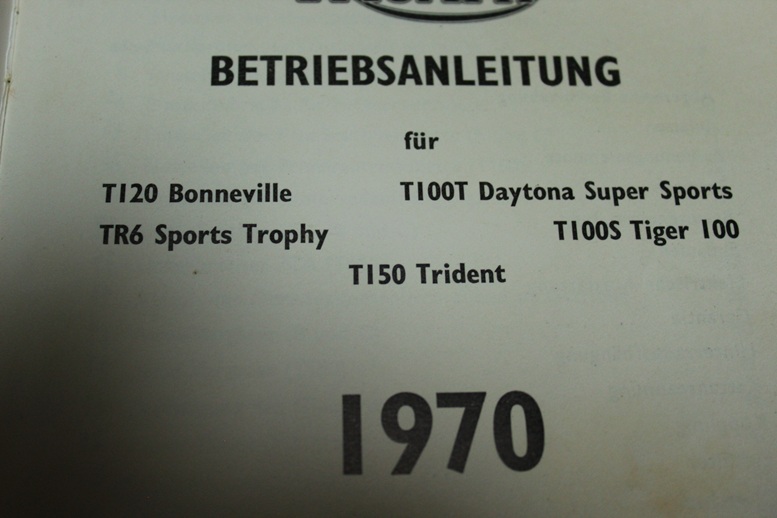 BETRIEBSANLEITUNG
für
T120 Bonneville T100T Daytona Super Sports
TR6 Sports Trophy T100S Tiger 100
T150 Trident
1970